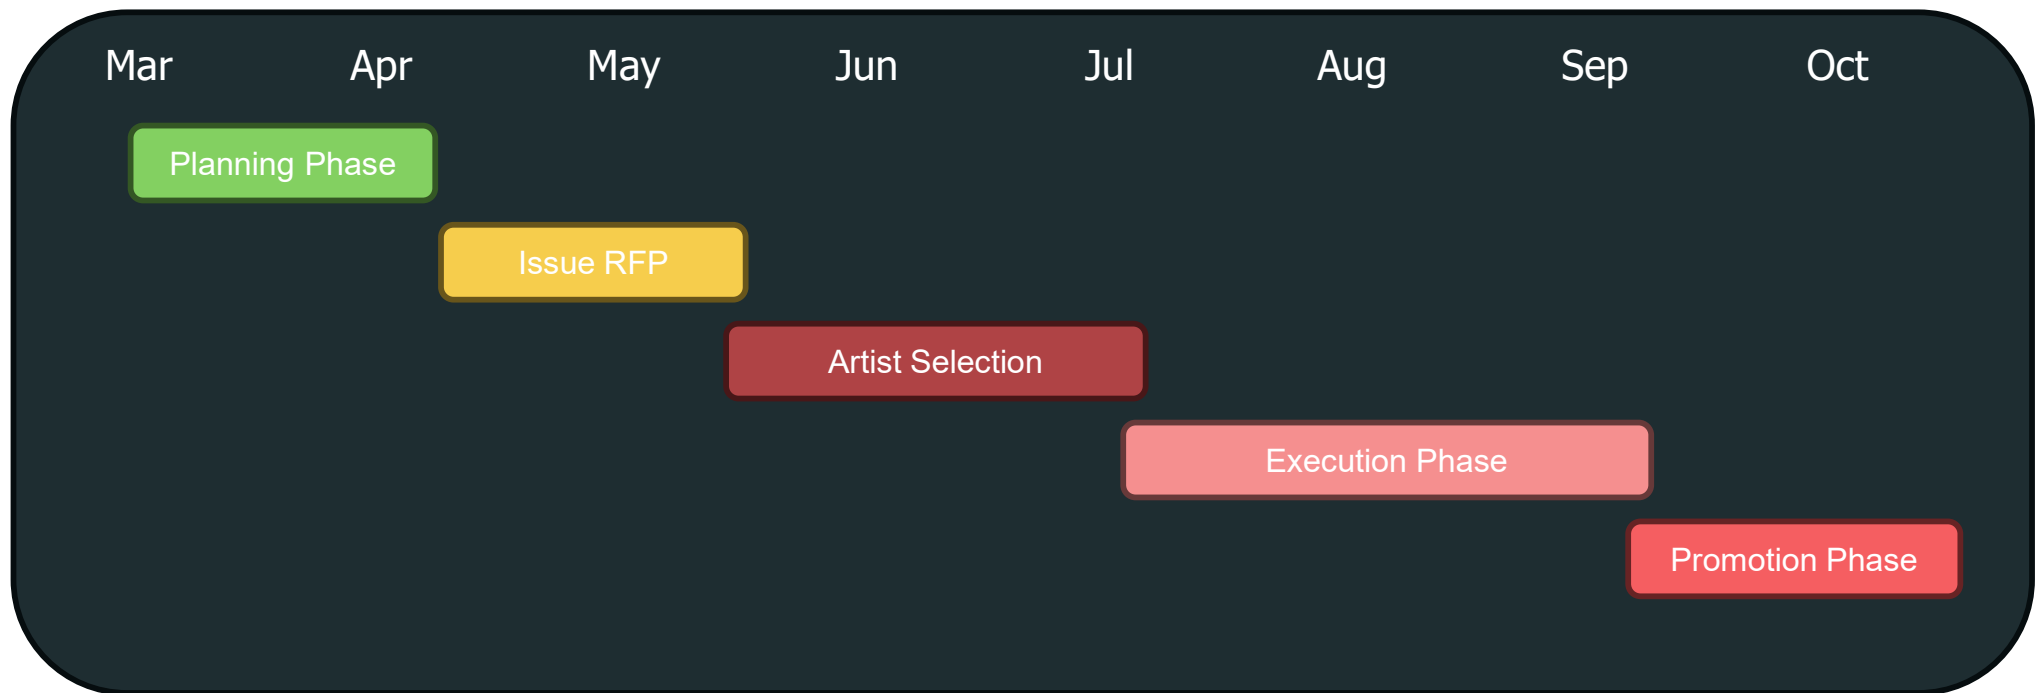 Mar Apr May Jun Jul Aug Sep Oct
Planning Phase
Issue RFP
Artist Selection
Execution Phase
Promotion Phase